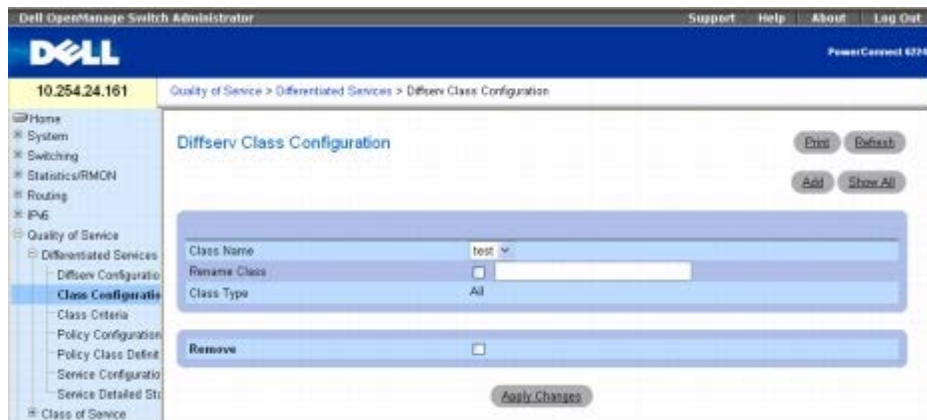 Dell OpenManage Switch Administrator
Support Help About Log Out
DELL
PowerConnect 6224
10.254.24.161
Quality of Service > Differentiated Services > Diffserv Class Configuration
Home
System
Switching
Statistics/RMON
Routing
IPv6
Quality of Service
Differentiated Services
Diffserv Configuratio
Class Configuratio
Class Criteria
Policy Configuration
Policy Class Definit
Service Configuratio
Service Detailed Sta
Class of Service
Diffserv Class Configuration
Print Refresh
Add Show All
Class Name test
Rename Class
Class Type All
Remove
Apply Changes